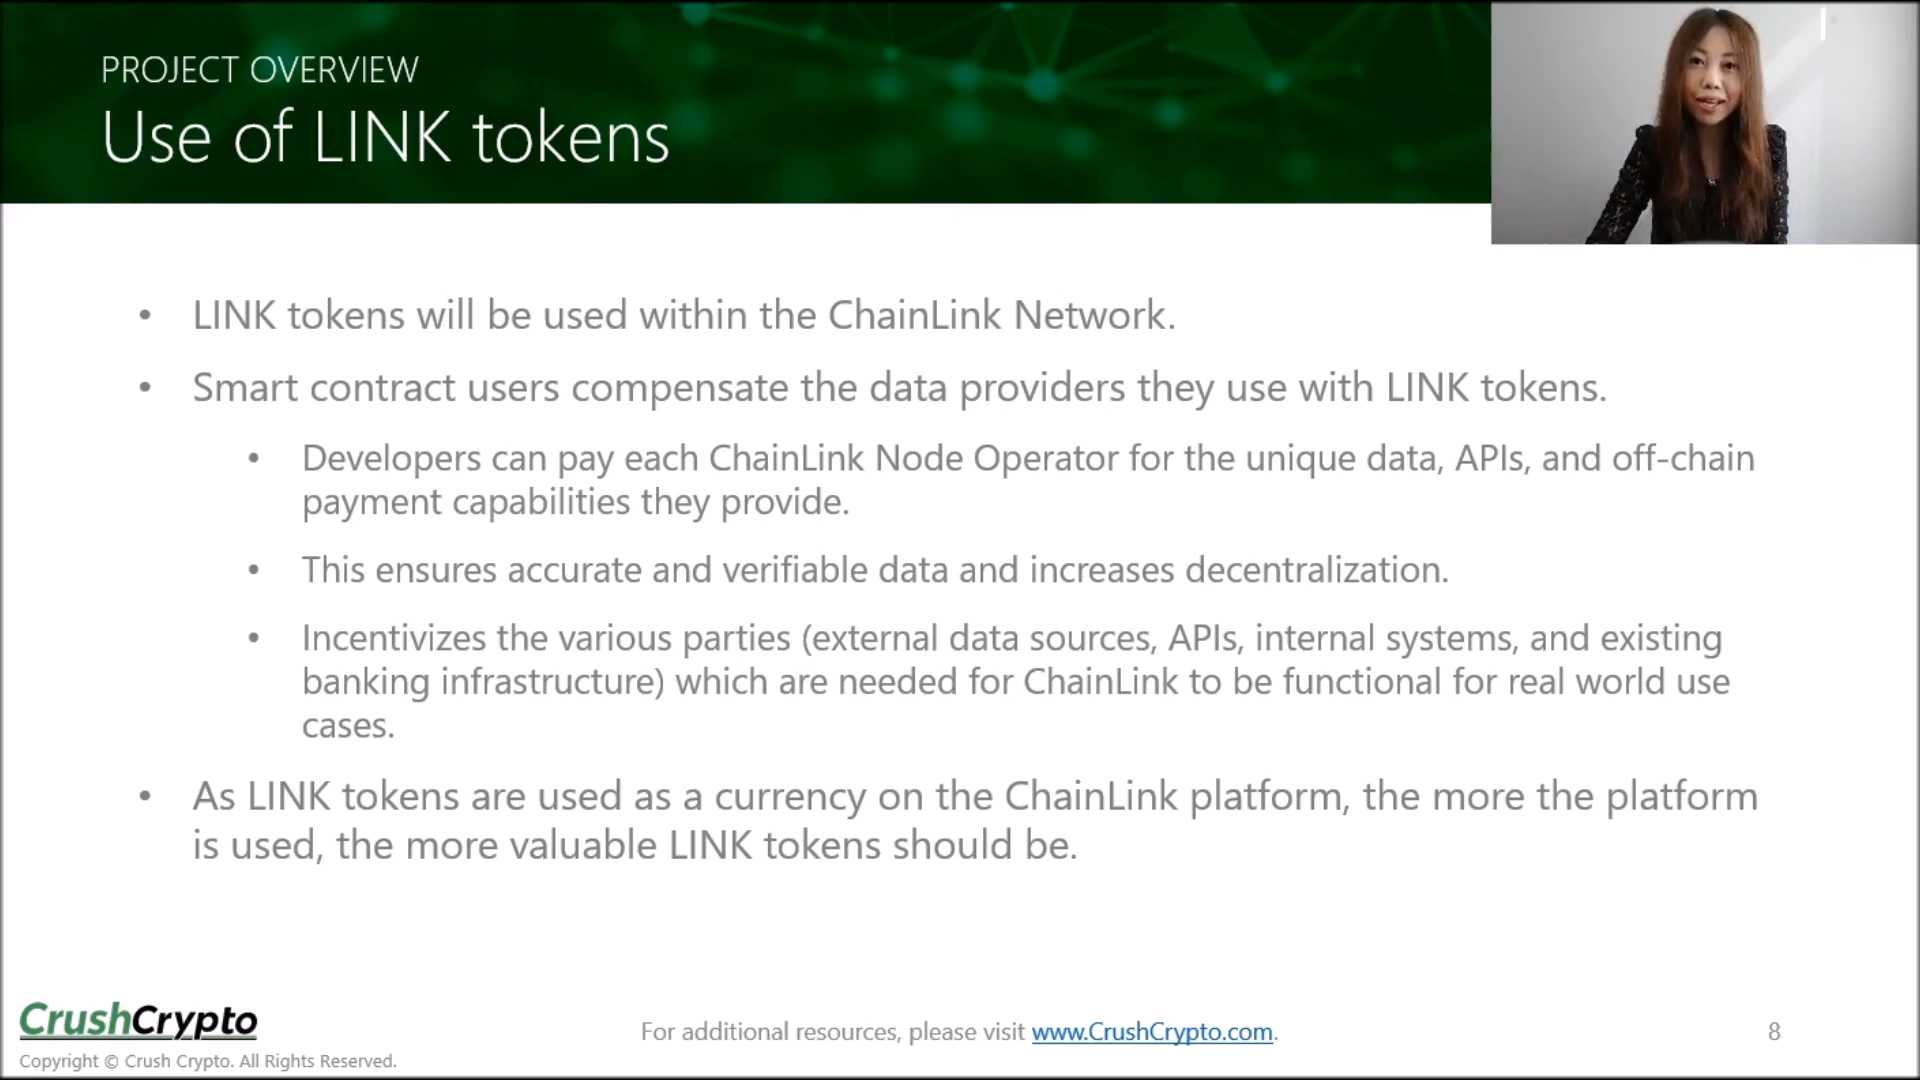 PROJECT OVERVIEW
Use of LINK tokens
• LINK tokens will be used within the ChainLink Network.
• Smart contract users compensate the data providers they use with LINK tokens.
• Developers can pay each ChainLink Node Operator for the unique data, APIs, and off-chain
payment capabilities they provide.
• This ensures accurate and verifiable data and increases decentralization.
• Incentivizes the various parties (external data sources, APIs, internal systems, and existing
banking infrastructure) which are needed for ChainLink to be functional for real world use
cases.
• As LINK tokens are used as a currency on the ChainLink platform, the more the platform
is used, the more valuable LINK tokens should be.
CrushCrypto
Copyright © Crush Crypto. All Rights Reserved.
For additional resources, please visit www.CrushCrypto.com.
8